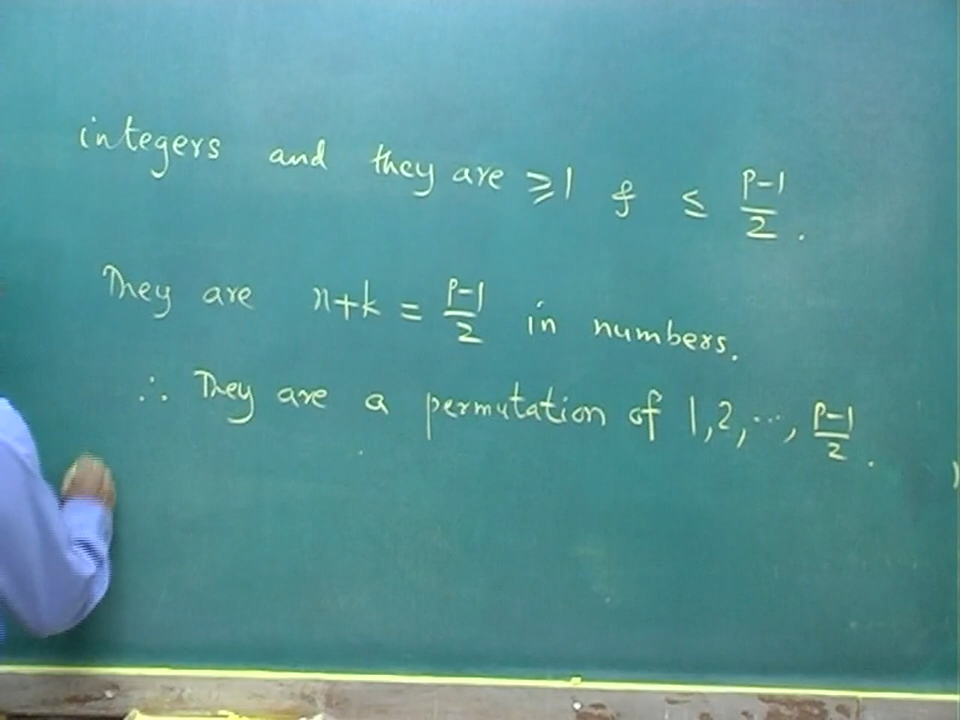 integers and they are ⩾1 & ≤ p-1/2.
They are n+k = p-1/2 in numbers.
∴ They are a permutation of 1,2,⋯, p-1/2.